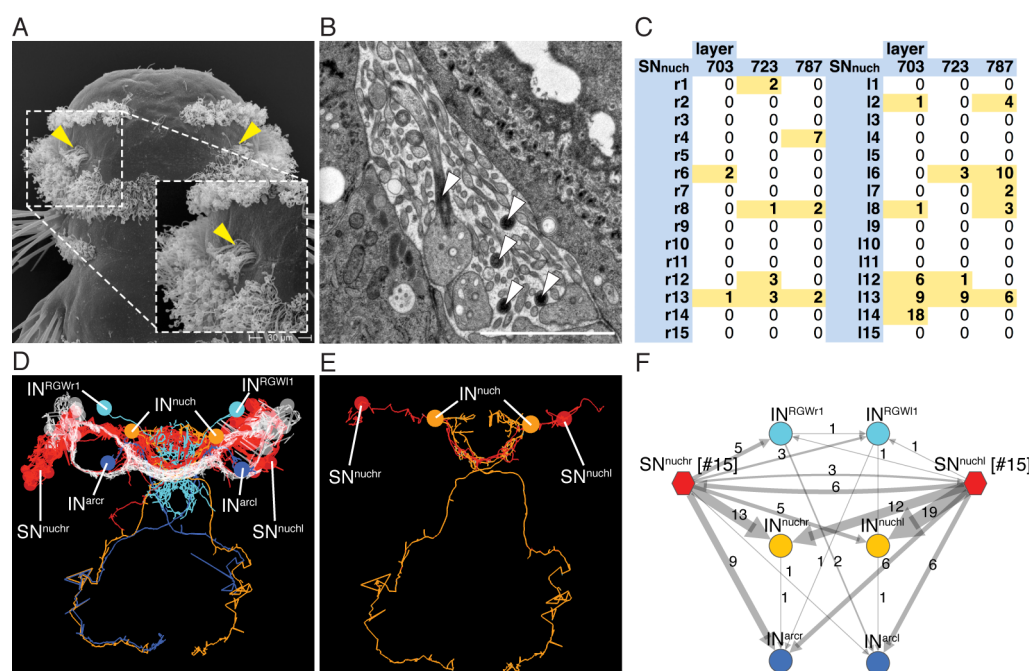 A
B
C
30 µm
layer layer
SNnuch 703 723 787 SNnuch 703 723 787
r1 0 2 0 l1 0 0 0
r2 0 0 0 l2 1 0 4
r3 0 0 0 l3 0 0 0
r4 0 0 7 l4 0 0 0
r5 0 0 0 l5 0 0 0
r6 2 0 0 l6 0 3 10
r7 0 0 0 l7 0 0 2
r8 0 1 2 l8 1 0 3
r9 0 0 0 l9 0 0 0
r10 0 0 0 l10 0 0 0
r11 0 0 0 l11 0 0 0
r12 0 3 0 l12 6 1 0
r13 1 3 2 l13 9 9 6
r14 0 0 0 l14 18 0 0
r15 0 0 0 l15 0 0 0
D
INRGWr1
INRGWl1
INnuch
INarcr
INarcl
SNnuchr
SNnuchl
E
INnuch
SNnuchr
SNnuchl
F
INRGWr1 INRGWl1
1
5 3 1 1
SNnuchr [#15] 3 SNnuchl [#15]
6
13 5 12 19
INnuchr INnuchl
9 1 1 2 6 6
1 1
INarcr INarcl